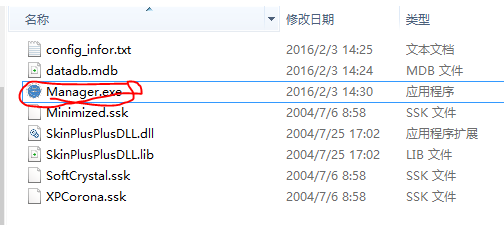 名称 修改日期 类型
config_infor.txt 2016/2/3 14:25 文本文档
datadb.mdb 2016/2/3 14:24 MDB 文件
Manager.exe 2016/2/3 14:30 应用程序
Minimized.ssk 2004/7/6 8:58 SSK 文件
SkinPlusPlusDLL.dll 2004/7/25 17:02 应用程序扩展
SkinPlusPlusDLL.lib 2004/7/25 17:02 LIB 文件
SoftCrystal.ssk 2004/7/6 8:58 SSK 文件
XPCorona.ssk 2004/7/6 8:58 SSK 文件